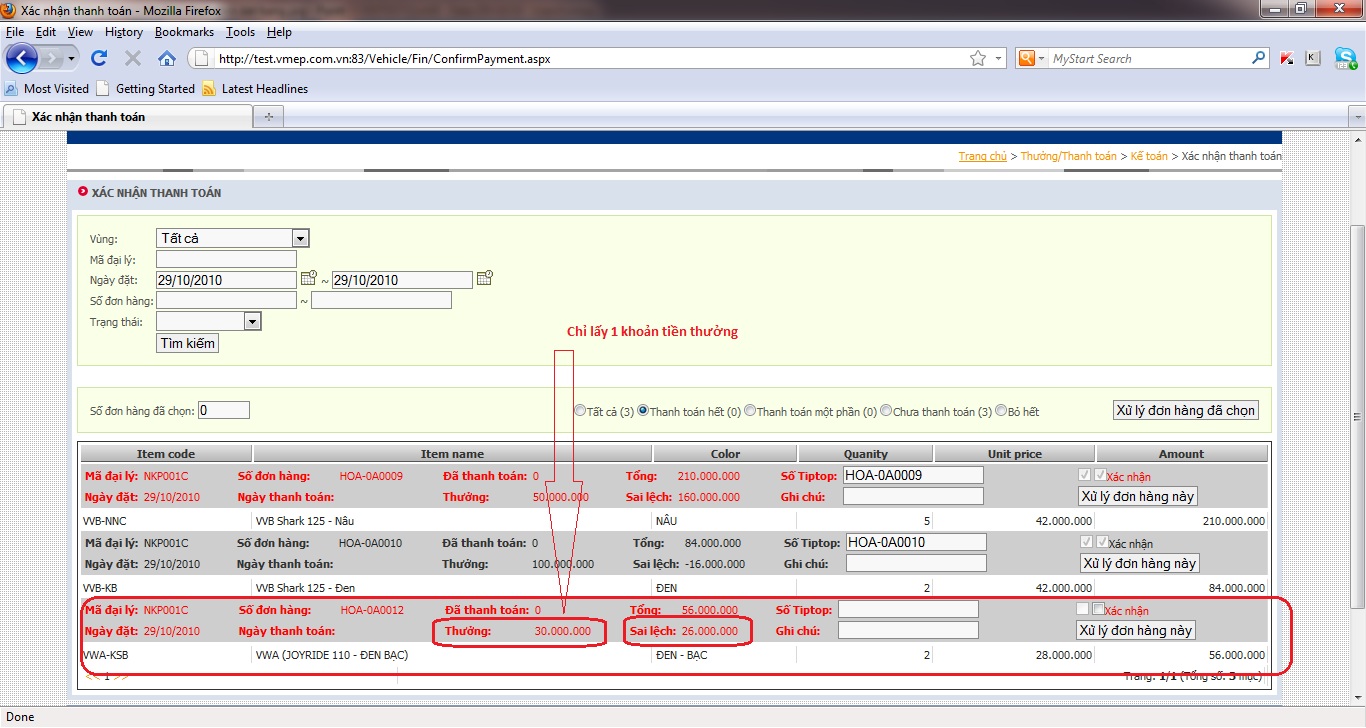 Xác nhận thanh toán - Mozilla Firefox
File Edit View History Bookmarks Tools Help
http://test.vmep.com.vn:83/Vehicle/Fin/ConfirmPayment.aspx
MyStart Search
Most Visited Getting Started Latest Headlines
Xác nhận thanh toán
Trang chủ > Thưởng/Thanh toán > Kế toán > Xác nhận thanh toán
XÁC NHẬN THANH TOÁN
Vùng: Tất cả
Mã đại lý:
Ngày đặt: 29/10/2010 ~ 29/10/2010
Số đơn hàng: ~
Trạng thái:
Tìm kiếm
Chỉ lấy 1 khoản tiền thưởng
Số đơn hàng đã chọn: 0 Tất cả (3) Thanh toán hết (0) Thanh toán một phần (0) Chưa thanh toán (3) Bỏ hết Xử lý đơn hàng đã chọn
Item code Item name Color Quanity Unit price Amount
Mã đại lý: NKP001C Số đơn hàng: HOA-0A0009 Đã thanh toán: 0 Tổng: 210.000.000 Số Tiptop: HOA-0A0009 Xác nhận
Ngày đặt: 29/10/2010 Ngày thanh toán: Thưởng: 50.000.000 Sai lệch: 160.000.000 Ghi chú: Xử lý đơn hàng này
VVB-NNC VVB Shark 125 - Nâu NÂU 5 42.000.000 210.000.000
Mã đại lý: NKP001C Số đơn hàng: HOA-0A0010 Đã thanh toán: 0 Tổng: 84.000.000 Số Tiptop: HOA-0A0010 Xác nhận
Ngày đặt: 29/10/2010 Ngày thanh toán: Thưởng: 100.000.000 Sai lệch: -16.000.000 Ghi chú: Xử lý đơn hàng này
VVB-KB VVB Shark 125 - Đen ĐEN 2 42.000.000 84.000.000
Mã đại lý: NKP001C Số đơn hàng: HOA-0A0012 Đã thanh toán: 0 Tổng: 56.000.000 Số Tiptop: Xác nhận
Ngày đặt: 29/10/2010 Ngày thanh toán: Thưởng: 30.000.000 Sai lệch: 26.000.000 Ghi chú: Xử lý đơn hàng này
VWA-KSB VWA (JOYRIDE 110 - ĐEN BẠC) ĐEN - BẠC 2 28.000.000 56.000.000
<< 1 >> Trang: 1/1 (Tổng số: 3 mục)
Done